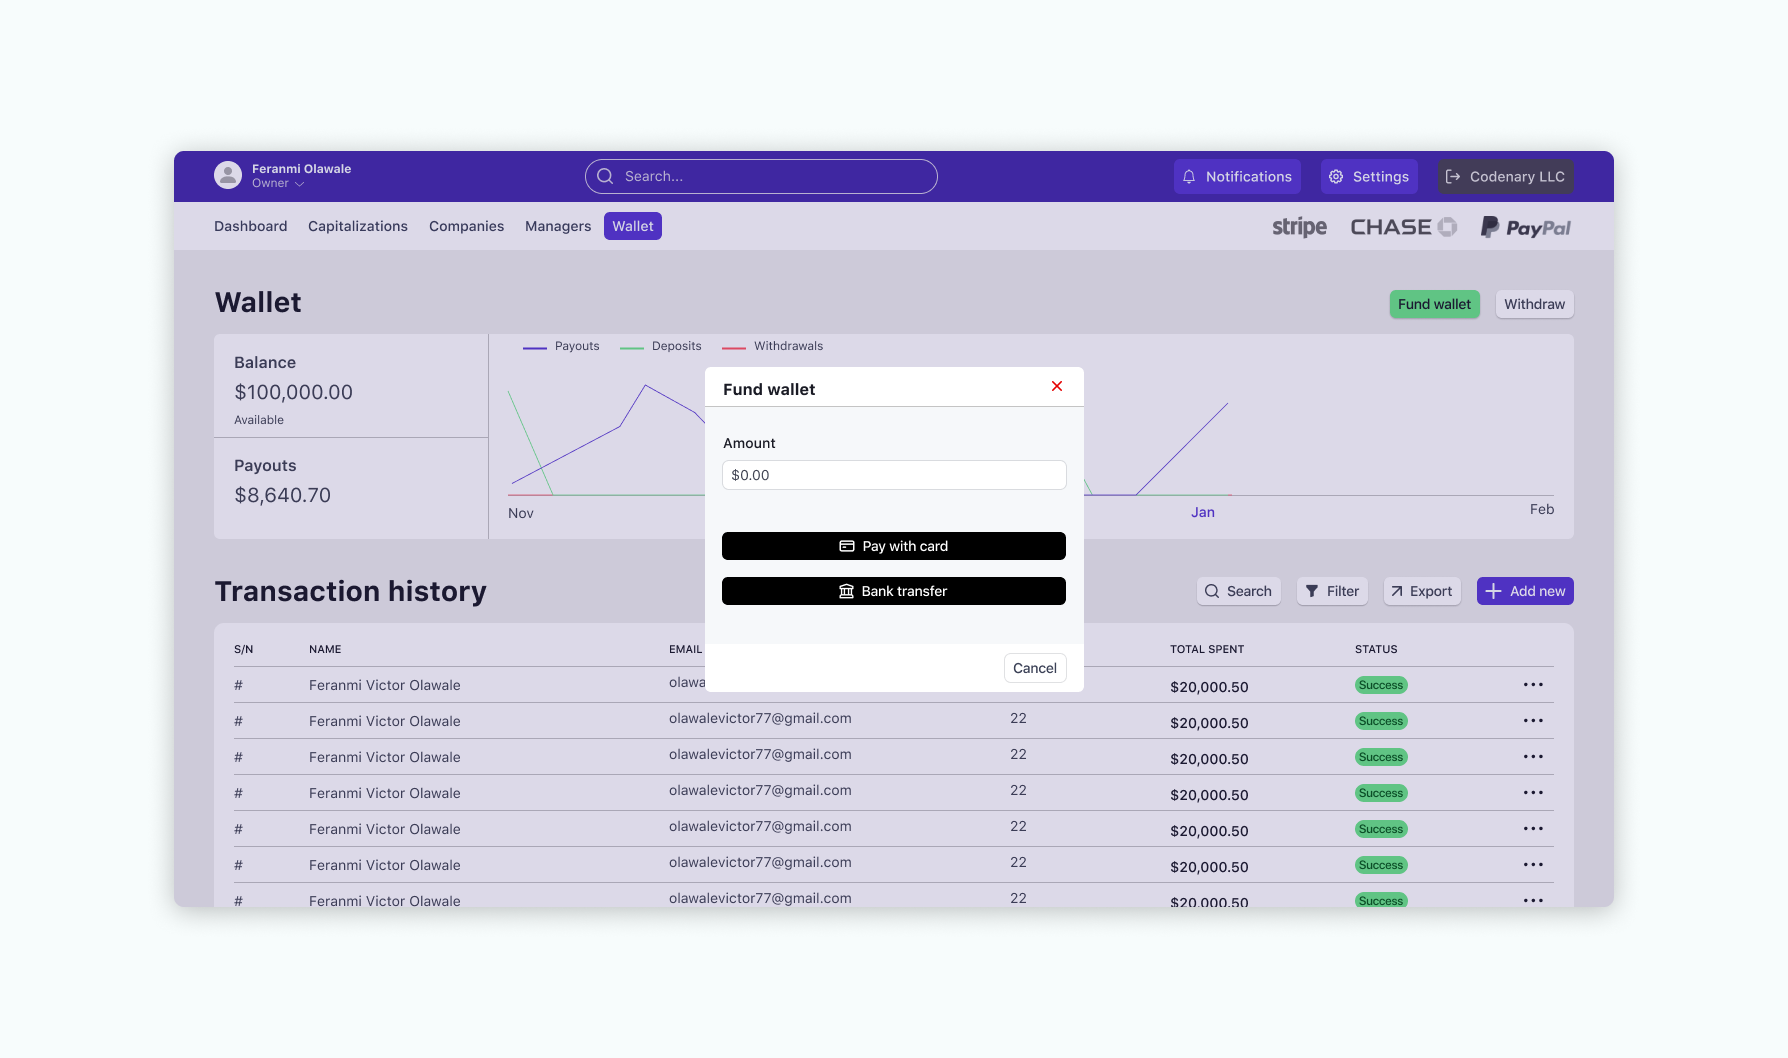 Feranmi Olawale
Owner
Search...
Notifications
Settings
Codenary LLC
Dashboard Capitalizations Companies Managers Wallet
stripe CHASE PayPal
Wallet
Fund wallet Withdraw
Balance
$100,000.00
Available
Payouts
$8,640.70
Payouts Deposits Withdrawals
Nov Jan Feb
Fund wallet
Amount
$0.00
Pay with card
Bank transfer
Cancel
Transaction history
Search Filter Export Add new
S/N NAME EMAIL TOTAL SPENT STATUS
# Feranmi Victor Olawale olawa $20,000.50 Success
# Feranmi Victor Olawale olawalevictor77@gmail.com 22 $20,000.50 Success
# Feranmi Victor Olawale olawalevictor77@gmail.com 22 $20,000.50 Success
# Feranmi Victor Olawale olawalevictor77@gmail.com 22 $20,000.50 Success
# Feranmi Victor Olawale olawalevictor77@gmail.com 22 $20,000.50 Success
# Feranmi Victor Olawale olawalevictor77@gmail.com 22 $20,000.50 Success
# Feranmi Victor Olawale olawalevictor77@gmail.com 22 $20,000.50 Success